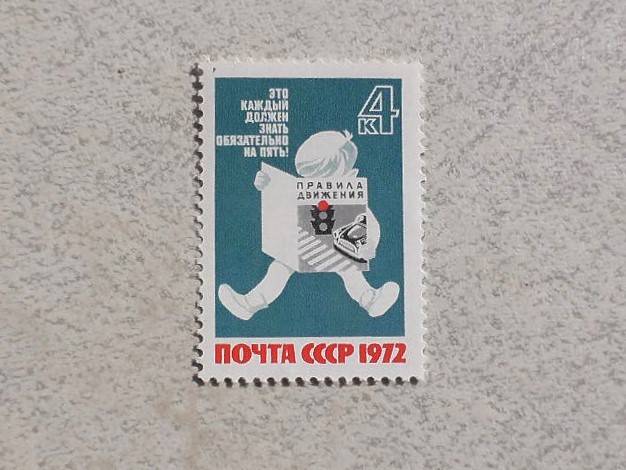 ЭТО
КАЖДЫЙ
ДОЛЖЕН
ЗНАТЬ
ОБЯЗАТЕЛЬНО
НА ПЯТЬ!
4
К
ПРАВИЛА
ДВИЖЕНИЯ
ПОЧТА СССР 1972